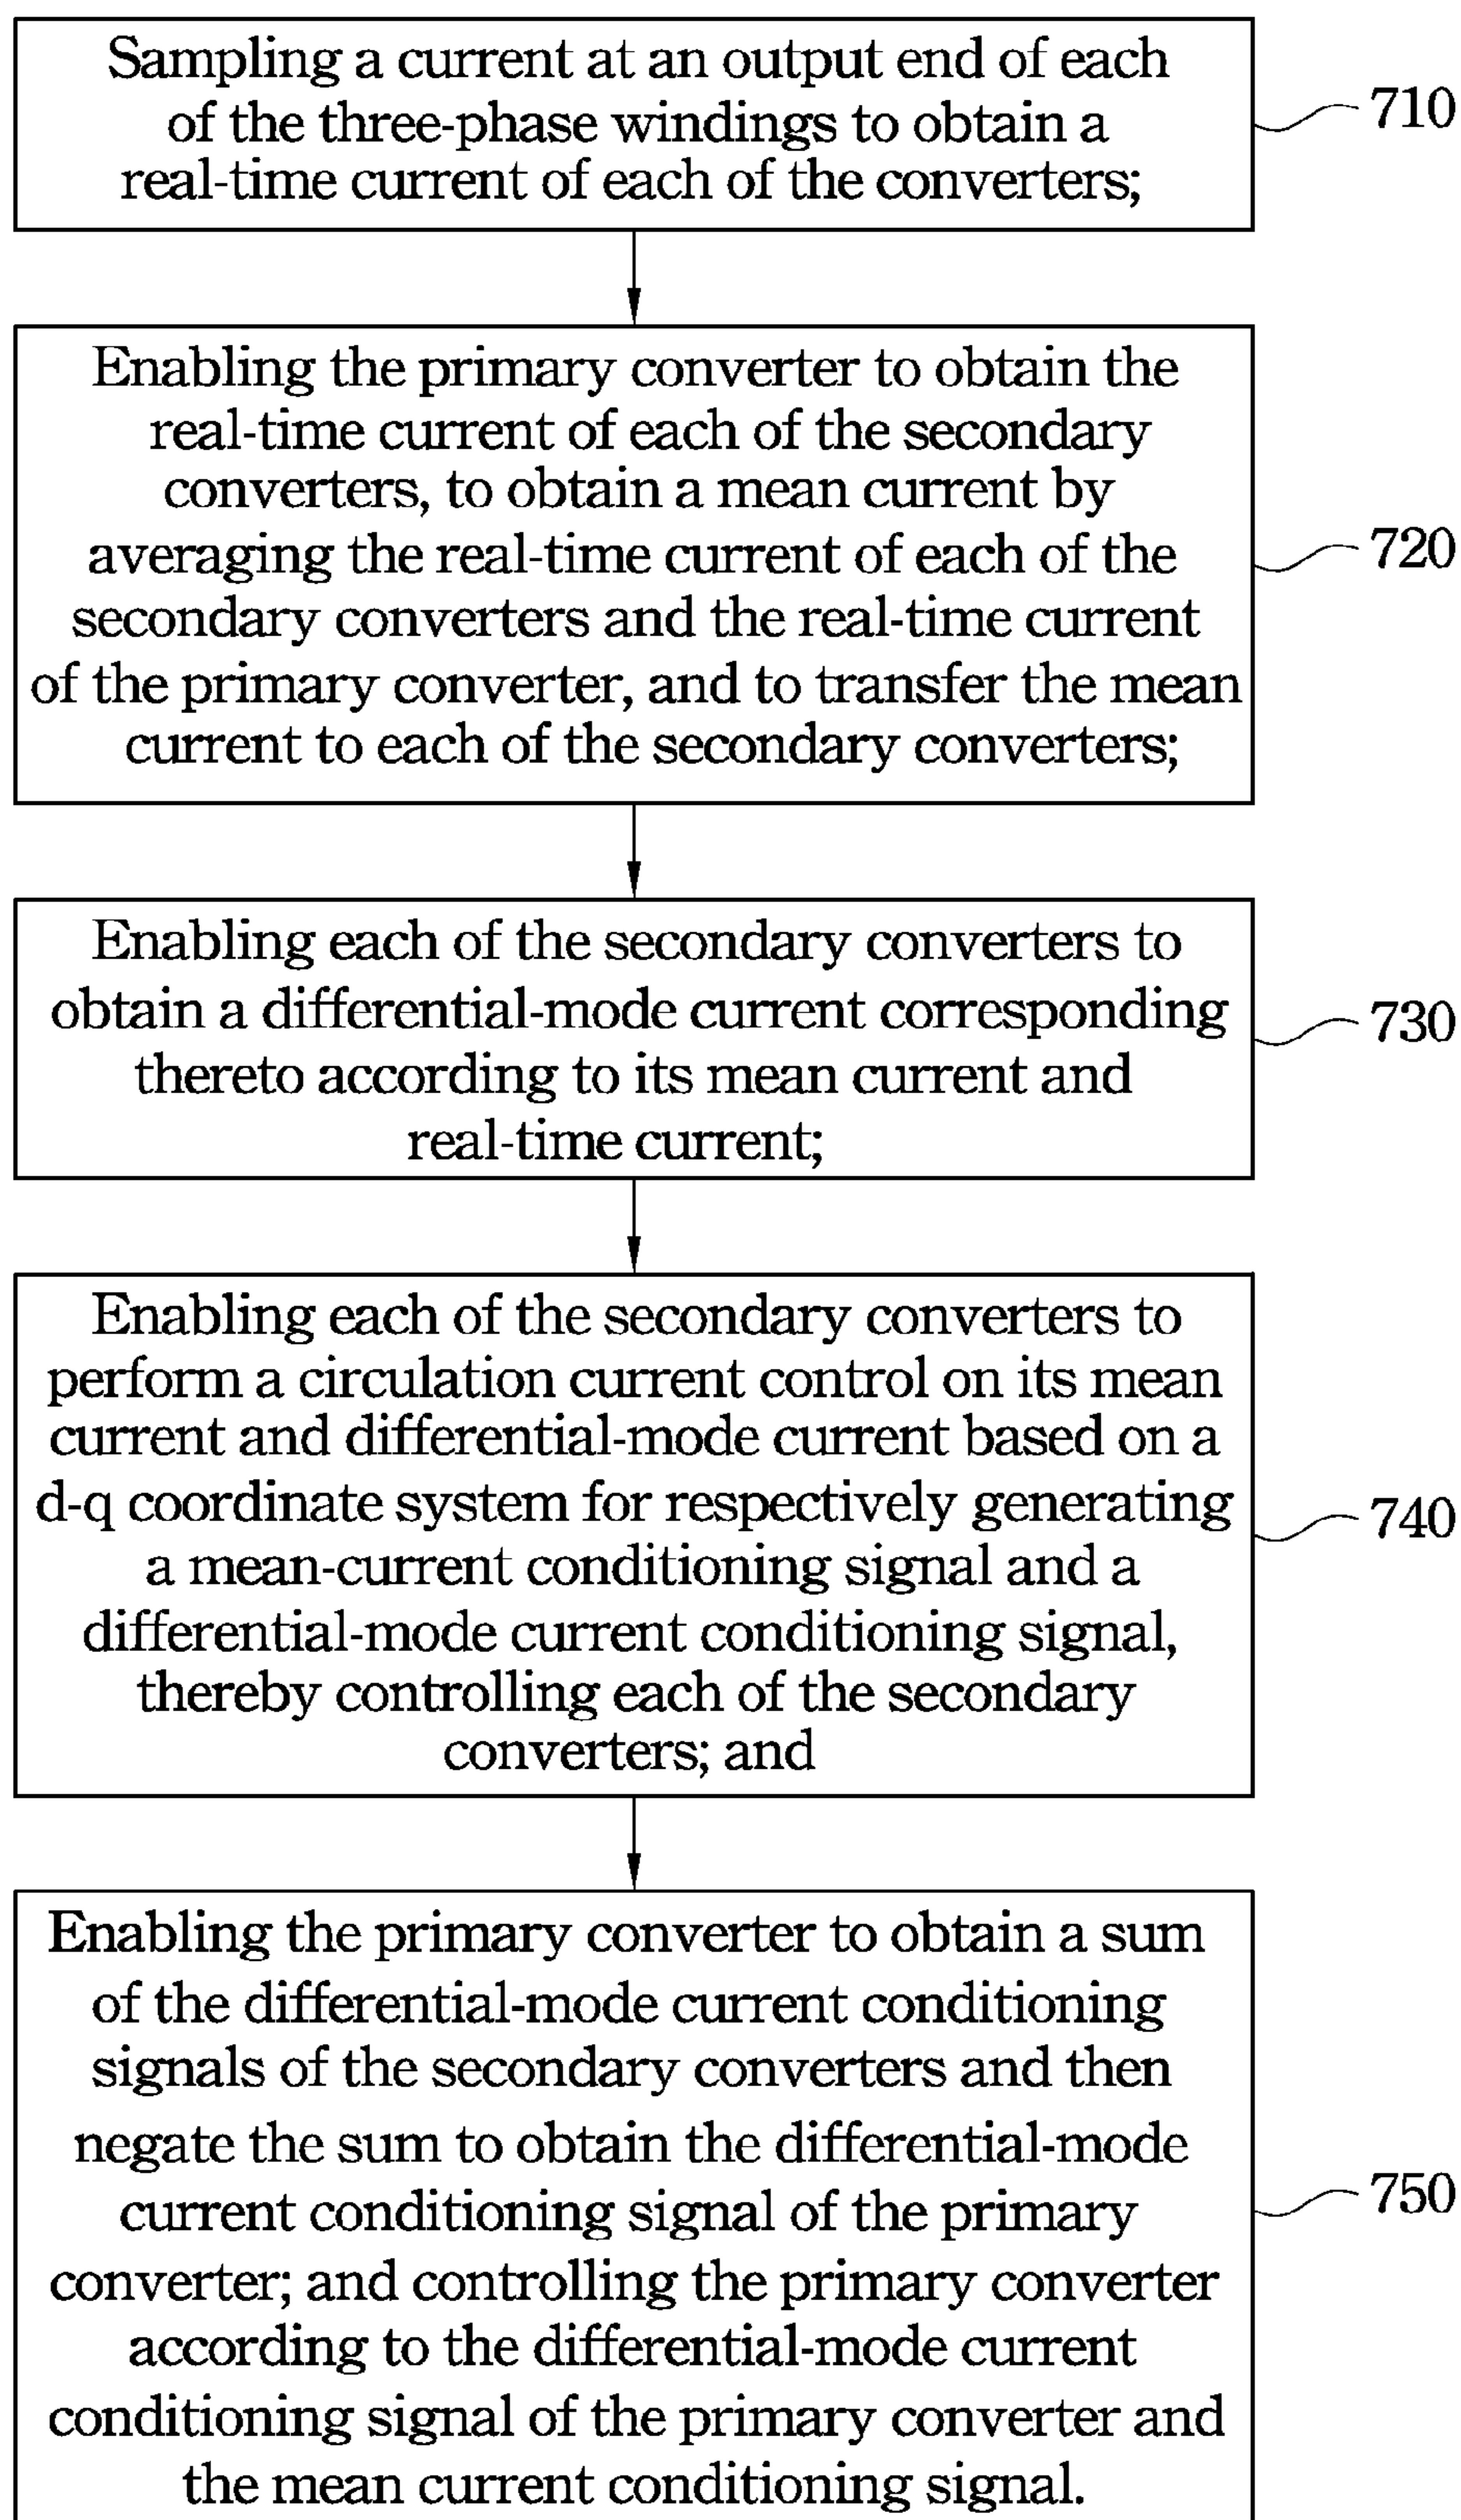 Sampling a current at an output end of each
of the three-phase windings to obtain a
real-time current of each of the converters;
710
Enabling the primary converter to obtain the
real-time current of each of the secondary
converters, to obtain a mean current by
averaging the real-time current of each of the
secondary converters and the real-time current
of the primary converter, and to transfer the mean
current to each of the secondary converters;
720
Enabling each of the secondary converters to
obtain a differential-mode current corresponding
thereto according to its mean current and
real-time current;
730
Enabling each of the secondary converters to
perform a circulation current control on its mean
current and differential-mode current based on a
d-q coordinate system for respectively generating
a mean-current conditioning signal and a
differential-mode current conditioning signal,
thereby controlling each of the secondary
converters; and
740
Enabling the primary converter to obtain a sum
of the differential-mode current conditioning
signals of the secondary converters and then
negate the sum to obtain the differential-mode
current conditioning signal of the primary
converter; and controlling the primary converter
according to the differential-mode current
conditioning signal of the primary converter and
the mean current conditioning signal.
750